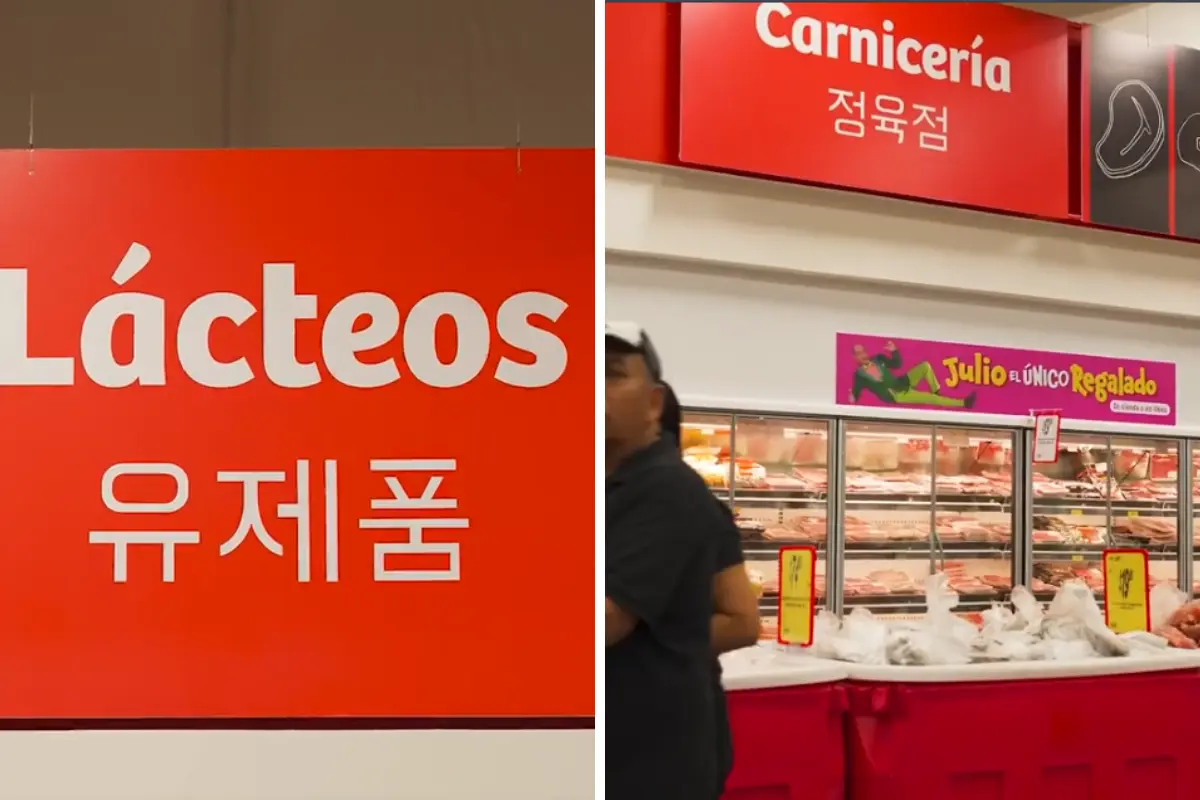 Lácteos
유제품
Carnicería
정육점
Julio EL ÚNICO Regalado